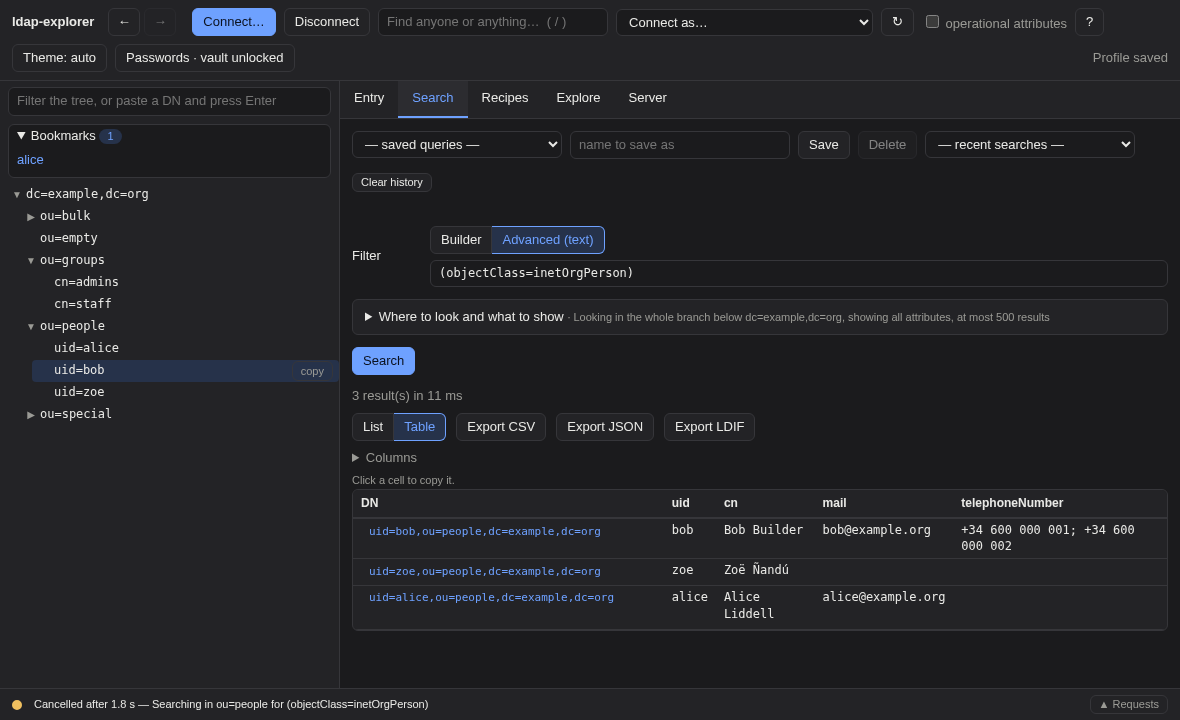 ldap-explorer ← → Connect… Disconnect Find anyone or anything… ( / ) Connect as… ↻ operational attributes ?
Theme: auto Passwords · vault unlocked Profile saved
Filter the tree, or paste a DN and press Enter
▼ Bookmarks 1
alice
▼ dc=example,dc=org
▶ ou=bulk
ou=empty
▼ ou=groups
cn=admins
cn=staff
▼ ou=people
uid=alice
uid=bob copy
uid=zoe
▶ ou=special
Entry Search Recipes Explore Server
— saved queries — name to save as Save Delete — recent searches —
Clear history
Builder Advanced (text)
Filter
(objectClass=inetOrgPerson)
▶ Where to look and what to show · Looking in the whole branch below dc=example,dc=org, showing all attributes, at most 500 results
Search
3 result(s) in 11 ms
List Table Export CSV Export JSON Export LDIF
▶ Columns
Click a cell to copy it.
DN uid cn mail telephoneNumber
uid=bob,ou=people,dc=example,dc=org bob Bob Builder bob@example.org +34 600 000 001; +34 600
000 002
uid=zoe,ou=people,dc=example,dc=org zoe Zoë Ñandú
uid=alice,ou=people,dc=example,dc=org alice Alice alice@example.org
Liddell
Cancelled after 1.8 s — Searching in ou=people for (objectClass=inetOrgPerson) ▲ Requests